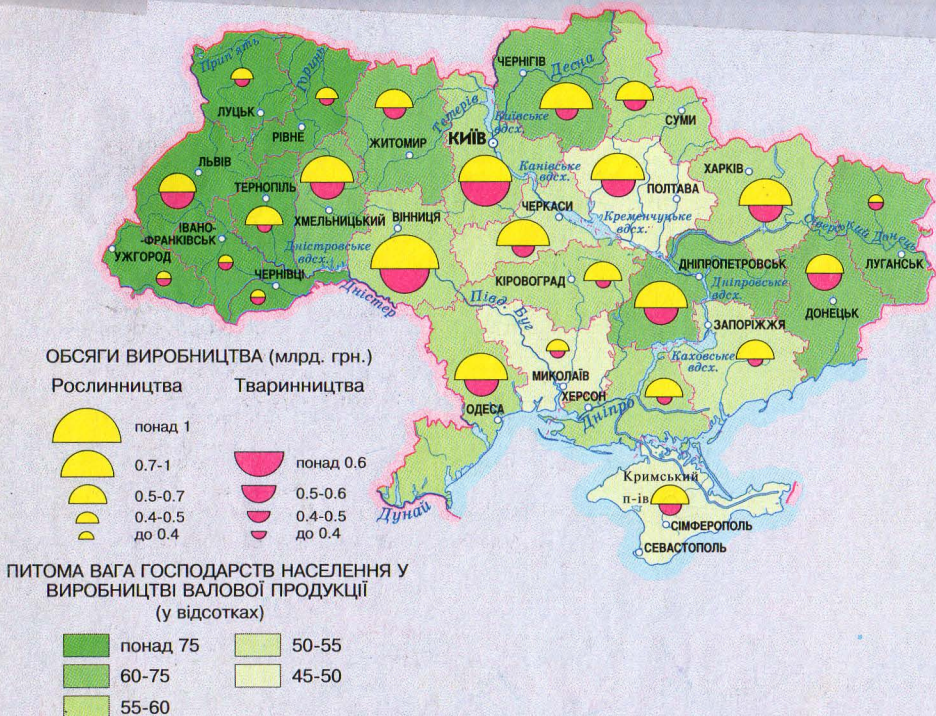 Прип'ять
Горинь
ЛУЦЬК
РІВНЕ
ЖИТОМИР
Тетерів
КИЇВ
Київське
вдсх.
ЧЕРНІГІВ
Десна
СУМИ
ЛЬВІВ
ТЕРНОПІЛЬ
ХМЕЛЬНИЦЬКИЙ
ВІННИЦЯ
Канівське
вдсх.
ЧЕРКАСИ
ПОЛТАВА
Кременчуцьке
вдсх.
ХАРКІВ
ІВАНО-
-ФРАНКІВСЬК
УЖГОРОД
ЧЕРНІВЦІ
Дністровське
вдсх.
Дністер
Півд. Буг
КІРОВОГРАД
ДНІПРОПЕТРОВСЬК
Дніпровське
вдсх.
Донець
ЛУГАНСЬК
ДОНЕЦЬК
ЗАПОРІЖЖЯ
Каховське
вдсх.
МИКОЛАЇВ
ХЕРСОН
Дніпро
ОДЕСА
Дунай
Кримський
п-ів
СІМФЕРОПОЛЬ
СЕВАСТОПОЛЬ
ОБСЯГИ ВИРОБНИЦТВА (млрд. грн.)
Рослинництва Тваринництва
понад 1
0.7-1 понад 0.6
0.5-0.7 0.5-0.6
0.4-0.5 0.4-0.5
до 0.4 до 0.4
ПИТОМА ВАГА ГОСПОДАРСТВ НАСЕЛЕННЯ У
ВИРОБНИЦТВІ ВАЛОВОЇ ПРОДУКЦІЇ
(у відсотках)
понад 75 50-55
60-75 45-50
55-60